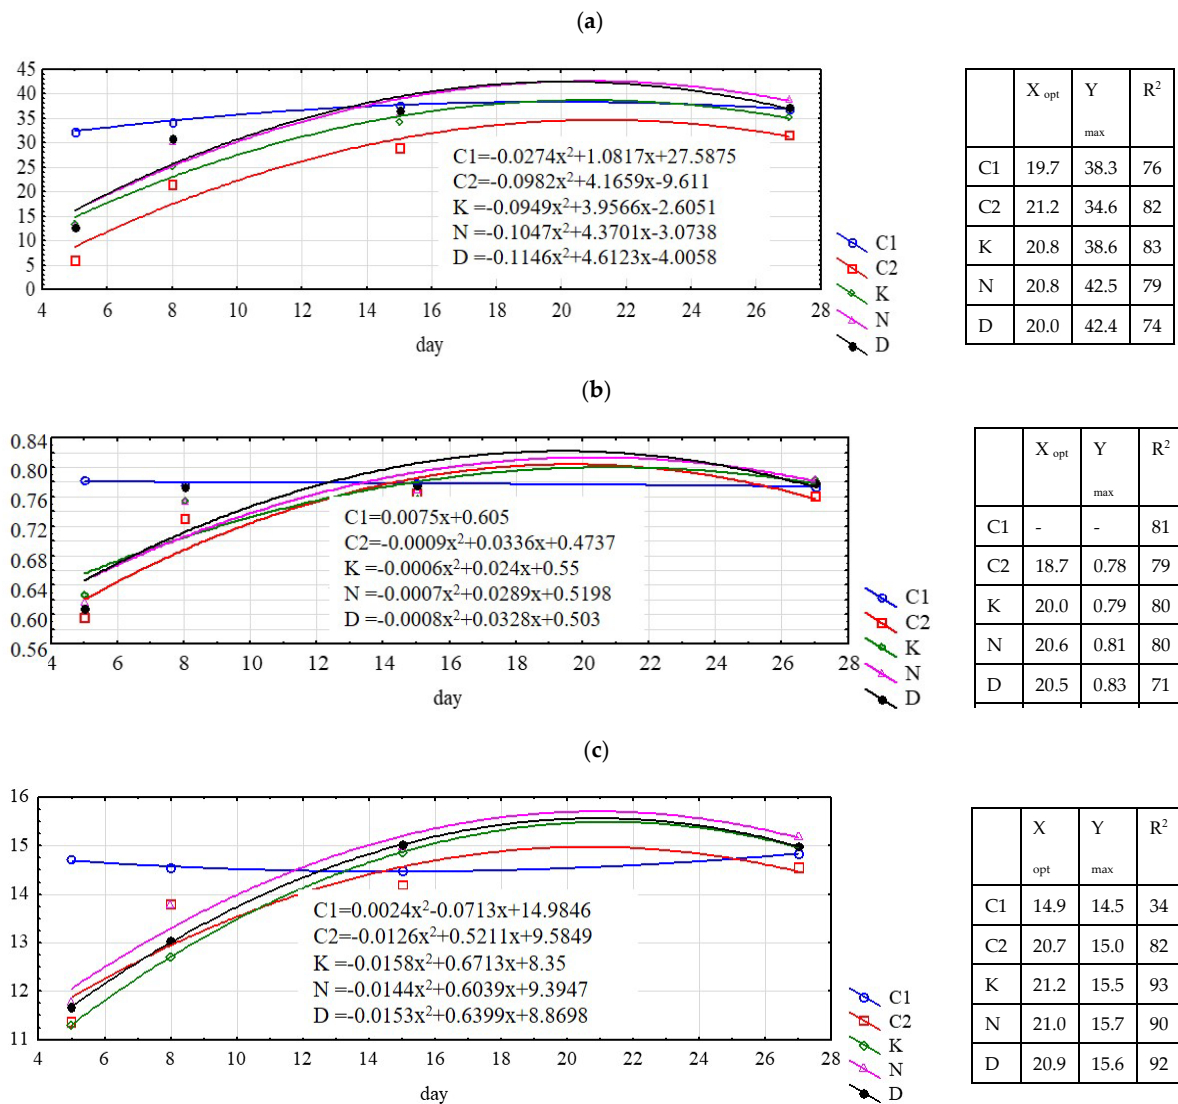 (a)
45
40
35
30
25
20
15
10
5
0
4 6 8 10 12 14 16 18 20 22 24 26 28
day
C1=-0.0274x²+1.0817x+27.5875
C2=-0.0982x²+4.1659x-9.611
K =-0.0949x²+3.9566x-2.6051
N =-0.1047x²+4.3701x-3.0738
D =-0.1146x²+4.6123x-4.0058
C1
C2
K
N
D
X opt Y max R²
C1 19.7 38.3 76
C2 21.2 34.6 82
K 20.8 38.6 83
N 20.8 42.5 79
D 20.0 42.4 74
(b)
0.84
0.80
0.76
0.72
0.68
0.64
0.60
0.56
4 6 8 10 12 14 16 18 20 22 24 26 28
day
C1=0.0075x+0.605
C2=-0.0009x²+0.0336x+0.4737
K =-0.0006x²+0.024x+0.55
N =-0.0007x²+0.0289x+0.5198
D =-0.0008x²+0.0328x+0.503
C1
C2
K
N
D
X opt Y max R²
C1 - - 81
C2 18.7 0.78 79
K 20.0 0.79 80
N 20.6 0.81 80
D 20.5 0.83 71
(c)
16
15
14
13
12
11
4 6 8 10 12 14 16 18 20 22 24 26 28
day
C1=0.0024x²-0.0713x+14.9846
C2=-0.0126x²+0.5211x+9.5849
K =-0.0158x²+0.6713x+8.35
N =-0.0144x²+0.6039x+9.3947
D =-0.0153x²+0.6399x+8.8698
C1
C2
K
N
D
X opt Y max R²
C1 14.9 14.5 34
C2 20.7 15.0 82
K 21.2 15.5 93
N 21.0 15.7 90
D 20.9 15.6 92